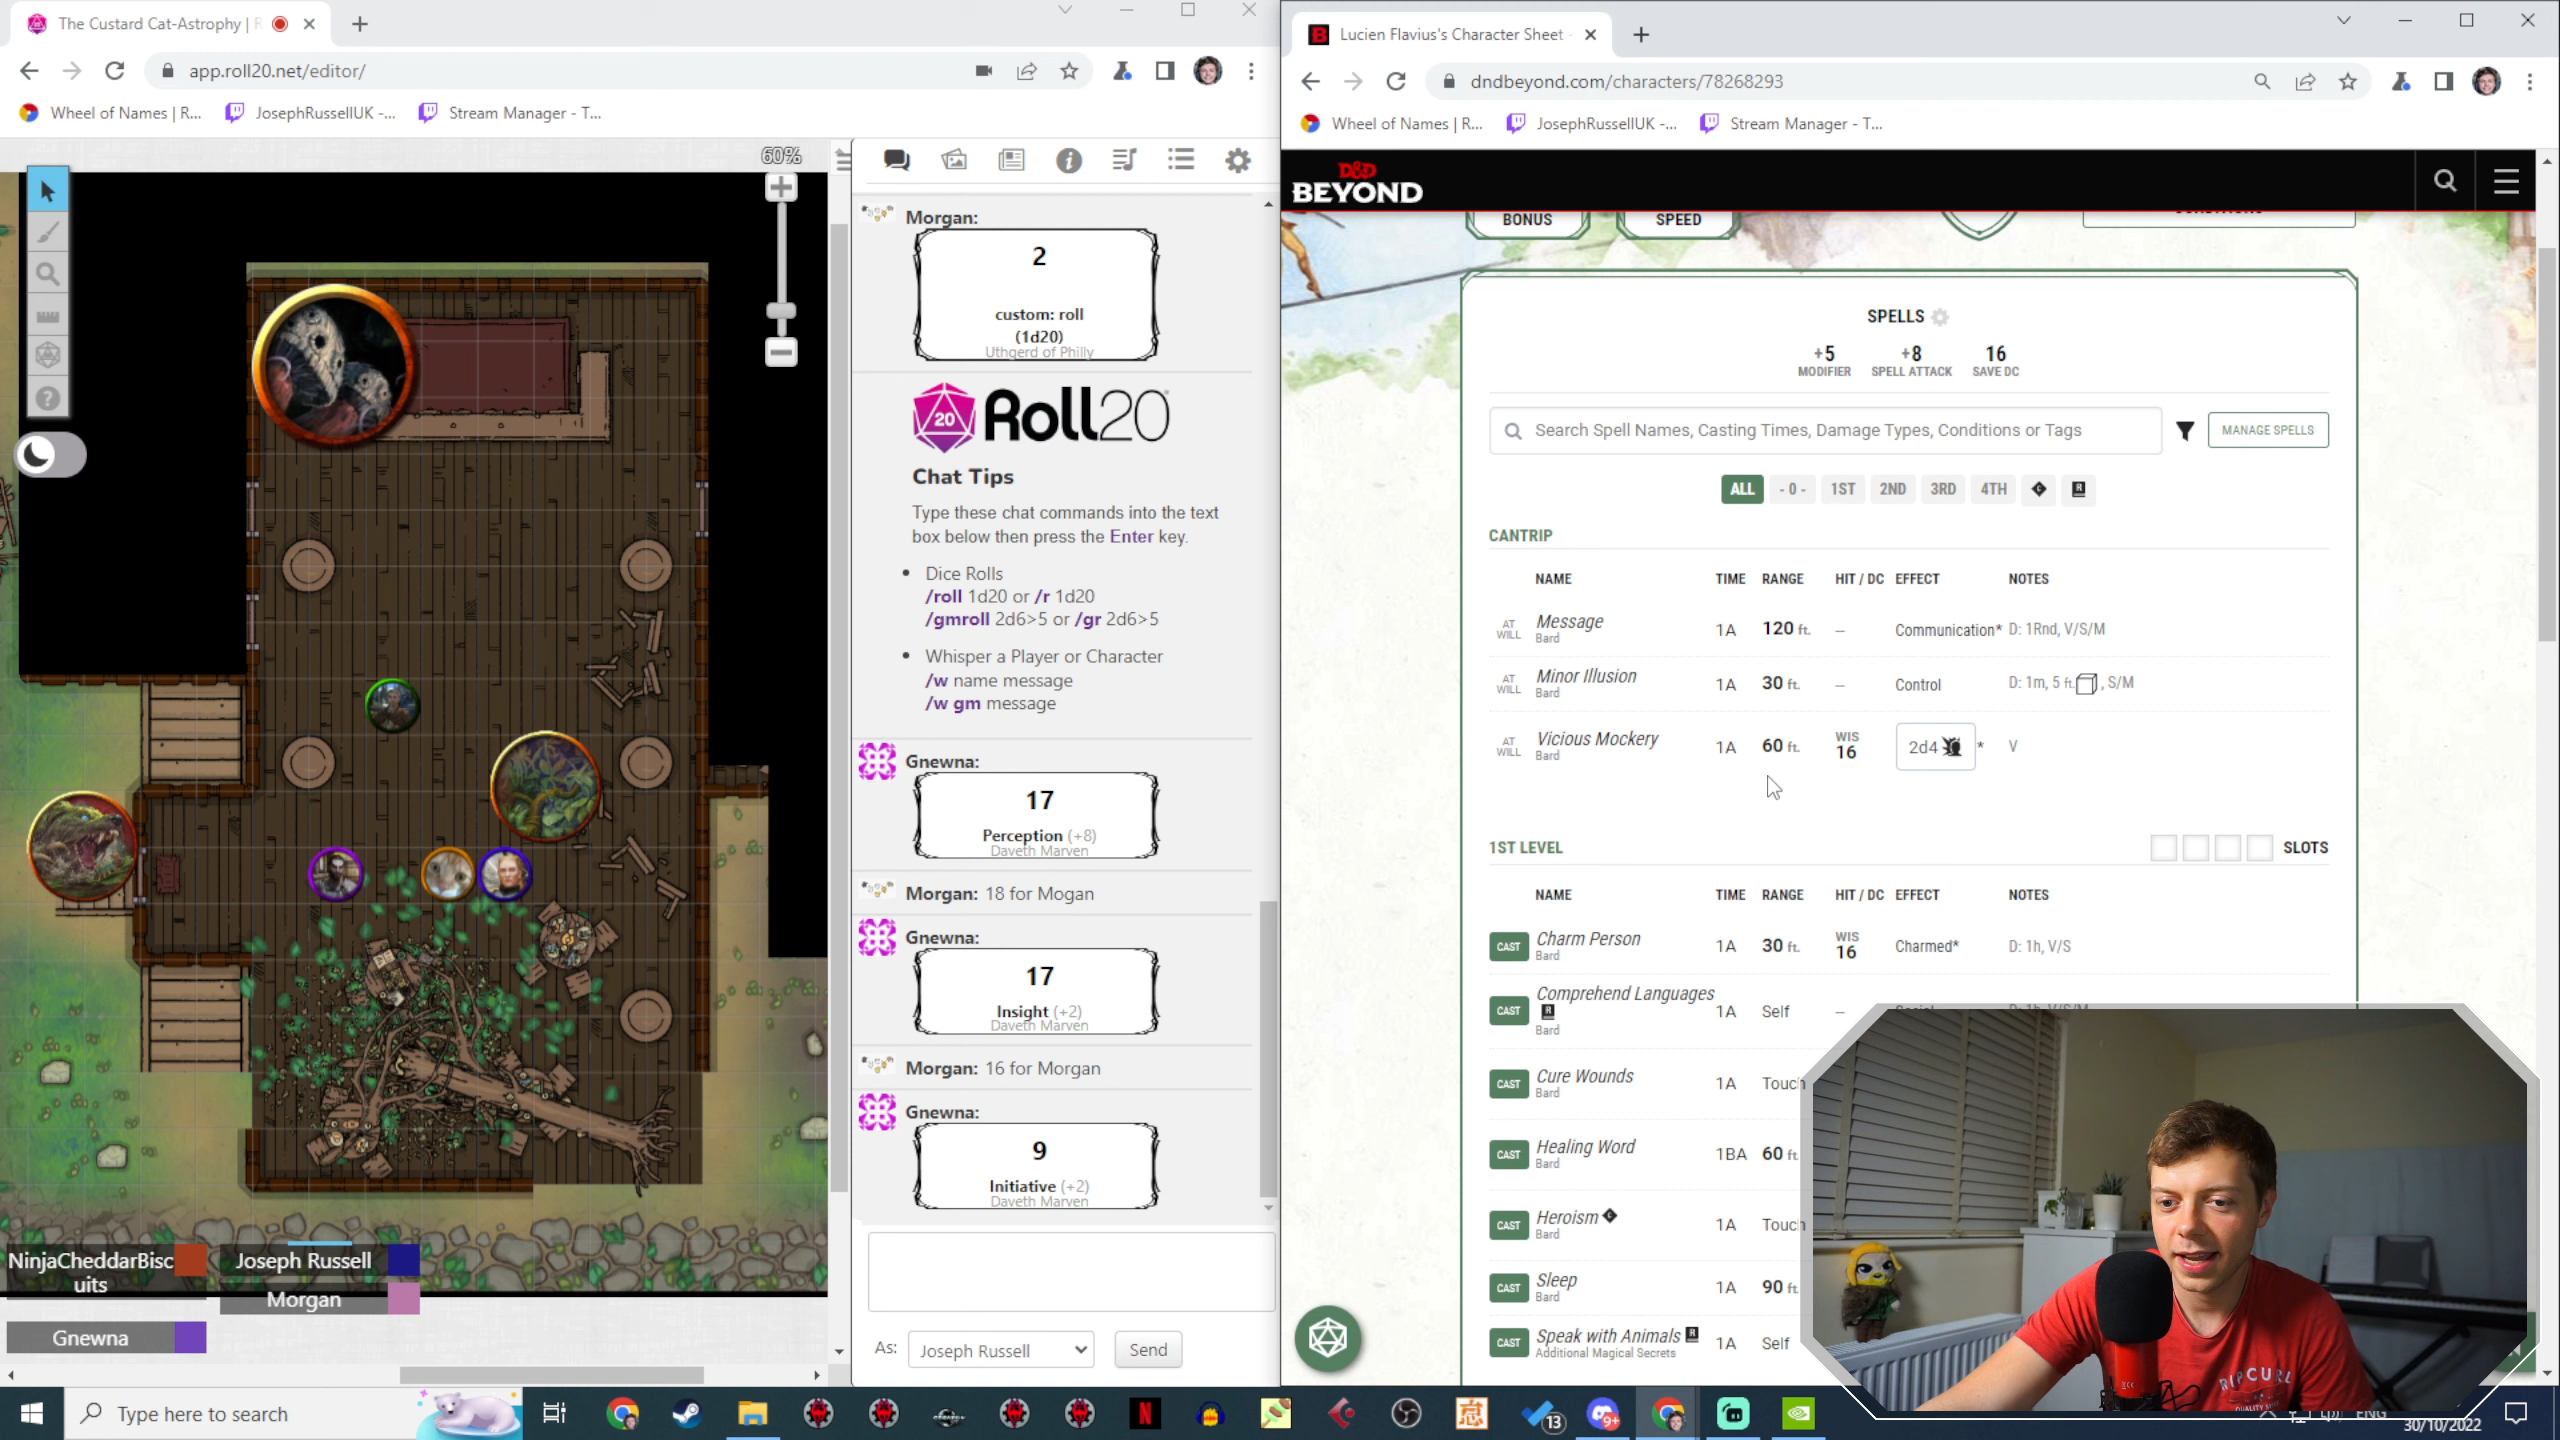 The Custard Cat-Astrophy | R
app.roll20.net/editor/
Wheel of Names | R...
JosephRussellUK -...
Stream Manager - T...
60%
Morgan:
2
custom: roll
(1d20)
Uthgerd of Philly
20
Roll20
Chat Tips
Type these chat commands into the text
box below then press the Enter key.
Dice Rolls
/roll 1d20 or /r 1d20
/gmroll 2d6>5 or /gr 2d6>5
Whisper a Player or Character
/w name message
/w gm message
Gnewna:
17
Perception (+8)
Daveth Marven
Morgan: 18 for Mogan
Gnewna:
17
Insight (+2)
Daveth Marven
Morgan: 16 for Morgan
Gnewna:
9
Initiative (+2)
Daveth Marven
NinjaCheddarBisc
uits
Joseph Russell
Morgan
Gnewna
As:
Joseph Russell
Send
Lucien Flavius's Character Sheet -
dndbeyond.com/characters/78268293
Wheel of Names | R...
JosephRussellUK -...
Stream Manager - T...
D&D
BEYOND
BONUS
SPEED
SPELLS
+5
MODIFIER
+8
SPELL ATTACK
16
SAVE DC
Search Spell Names, Casting Times, Damage Types, Conditions or Tags
MANAGE SPELLS
ALL - 0 - 1ST 2ND 3RD 4TH
CANTRIP
NAME TIME RANGE HIT / DC EFFECT NOTES
AT WILL Message 1A 120 ft. – Communication* D: 1Rnd, V/S/M
Bard
AT WILL Minor Illusion 1A 30 ft. – Control D: 1m, 5 ft. , S/M
Bard
AT WILL Vicious Mockery 1A 60 ft. WIS 16 2d4 * V
Bard
1ST LEVEL
SLOTS
NAME TIME RANGE HIT / DC EFFECT NOTES
CAST Charm Person 1A 30 ft. WIS 16 Charmed* D: 1h, V/S
Bard
CAST Comprehend Languages 1A Self –
Bard
CAST Cure Wounds 1A Touch
Bard
CAST Healing Word 1BA 60 ft.
Bard
CAST Heroism 1A Touch
Bard
CAST Sleep 1A 90 ft.
Bard
CAST Speak with Animals 1A Self
Additional Magical Secrets
RIPCURL
Type here to search
13
9+
ENG
30/10/2022